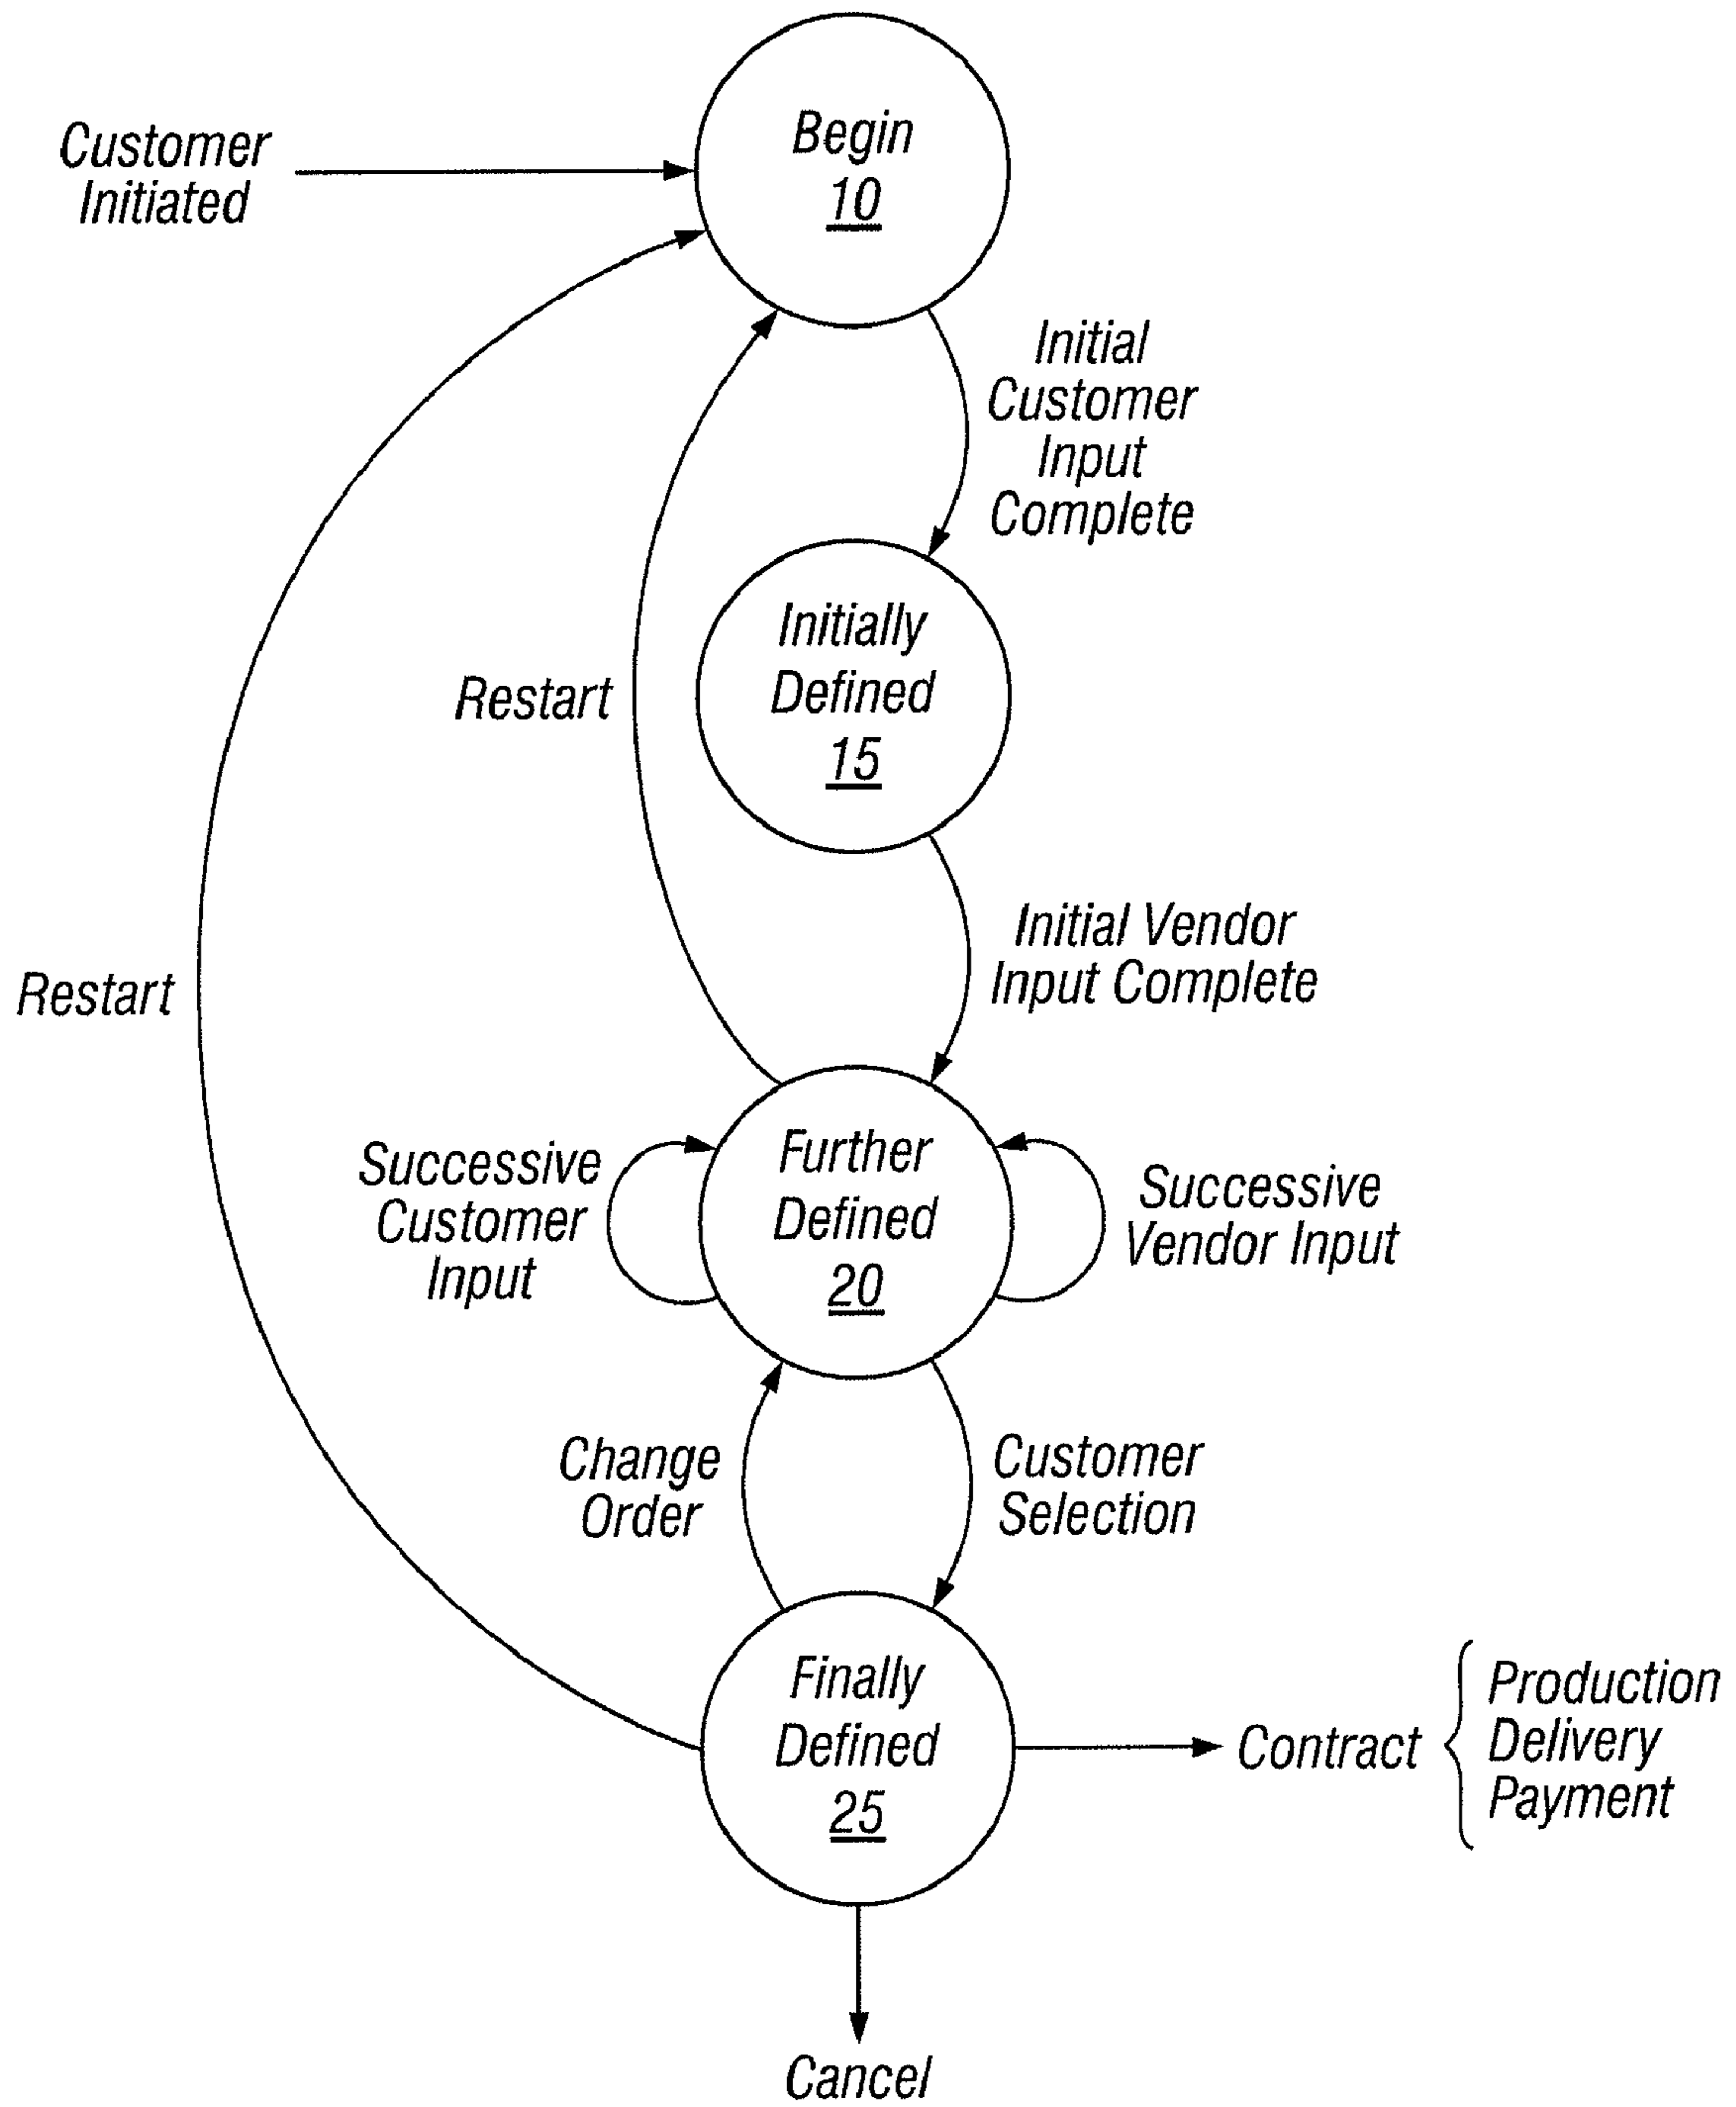 Begin
10
Customer
Initiated
Initial
Customer
Input
Complete
Initially
Defined
15
Restart
Initial Vendor
Input Complete
Restart
Further
Defined
20
Successive
Customer
Input
Successive
Vendor Input
Change
Order
Customer
Selection
Finally
Defined
25
Contract
Production
Delivery
Payment
Cancel